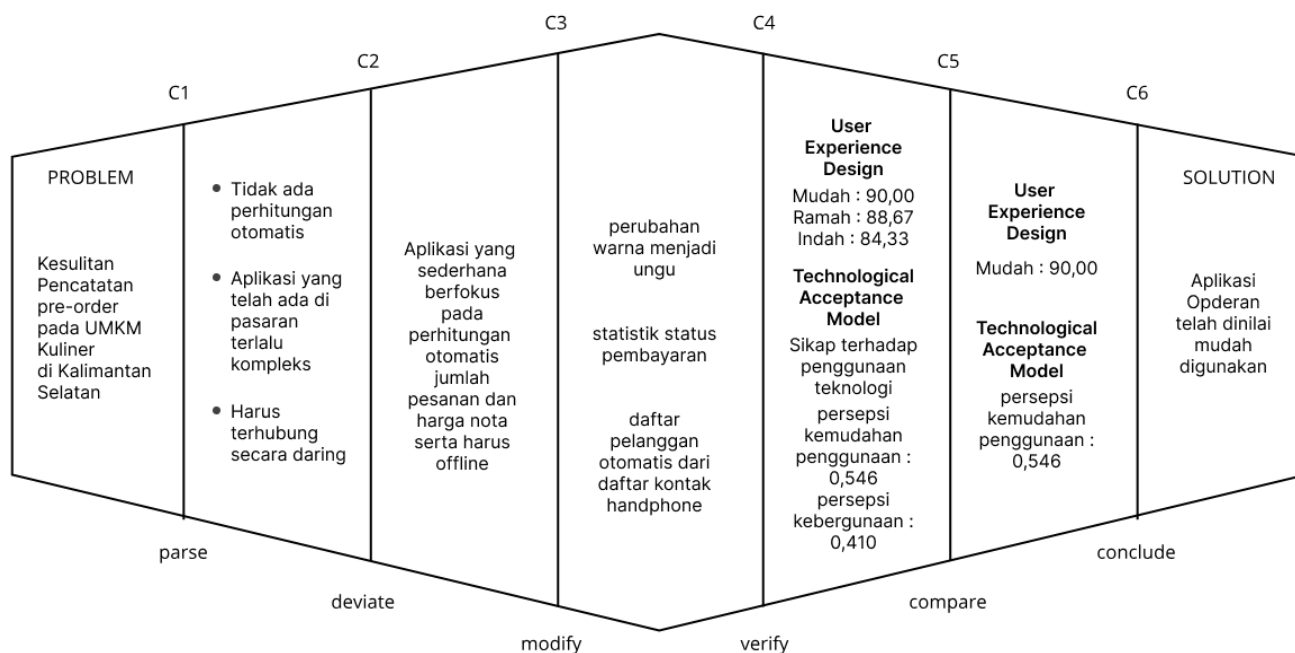 C1
C2
C3
C4
C5
C6
PROBLEM
Kesulitan
Pencatatan
pre-order
pada UMKM
Kuliner
di Kalimantan
Selatan
• Tidak ada
perhitungan
otomatis
• Aplikasi yang
telah ada di
pasaran
terlalu
kompleks
• Harus
terhubung
secara daring
Aplikasi yang
sederhana
berfokus
pada
perhitungan
otomatis
jumlah
pesanan dan
harga nota
serta harus
offline
perubahan
warna menjadi
ungu
statistik status
pembayaran
daftar
pelanggan
otomatis dari
daftar kontak
handphone
User
Experience
Design
Mudah : 90,00
Ramah : 88,67
Indah : 84,33
Technological
Acceptance
Model
Sikap terhadap
penggunaan
teknologi
persepsi
kemudahan
penggunaan :
0,546
persepsi
kebergunaan :
0,410
User
Experience
Design
Mudah : 90,00
Technological
Acceptance
Model
persepsi
kemudahan
penggunaan :
0,546
SOLUTION
Aplikasi
Opderan
telah dinilai
mudah
digunakan
parse
deviate
modify
verify
compare
conclude